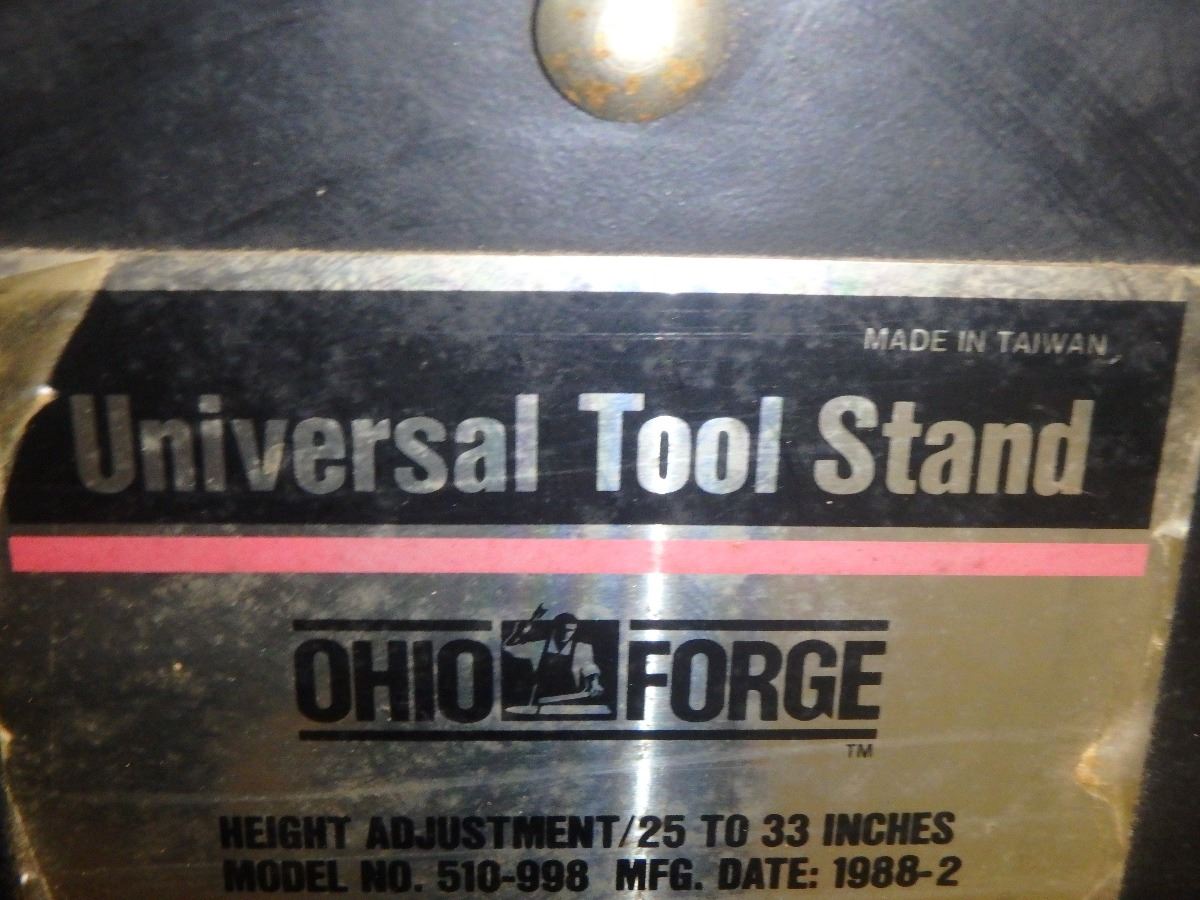 MADE IN TAIWAN
Universal Tool Stand
OHIO FORGE
TM
HEIGHT ADJUSTMENT/25 TO 33 INCHES
MODEL NO. 510-998 MFG. DATE: 1988-2